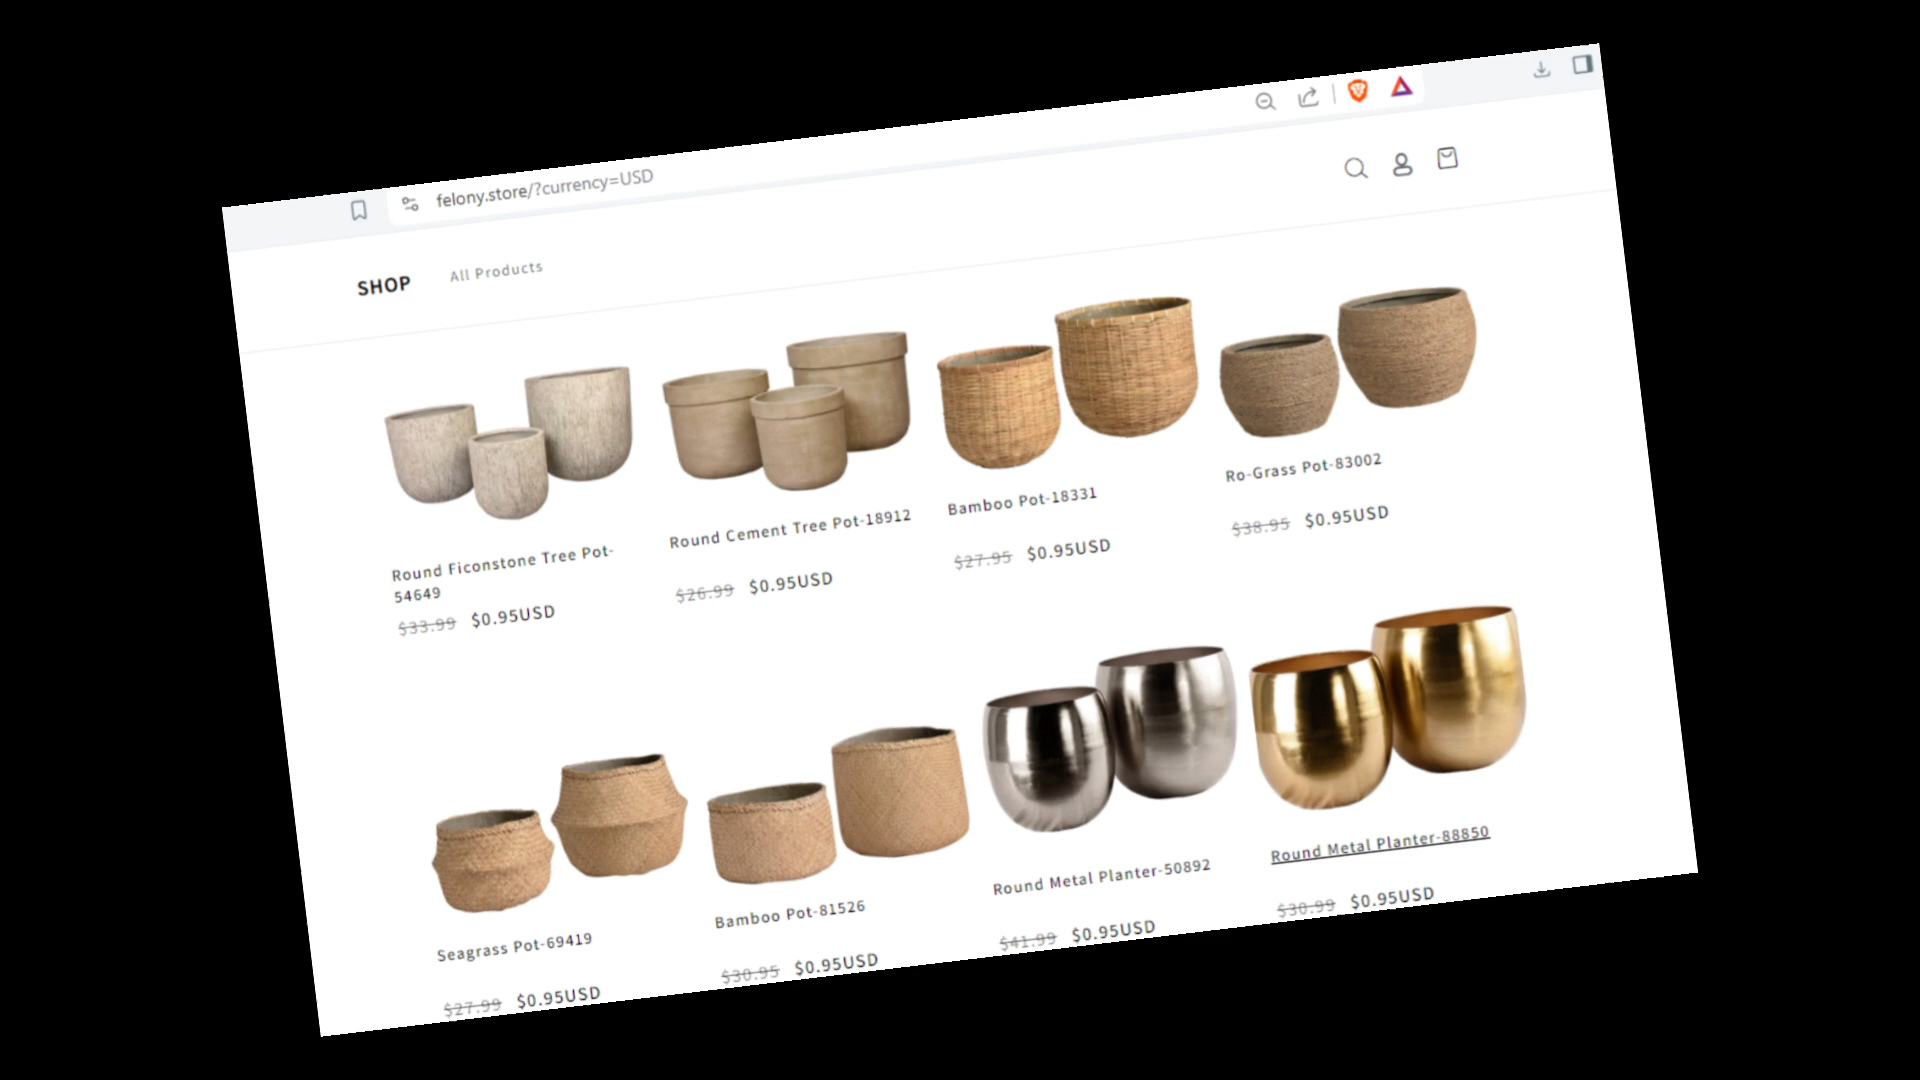 felony.store/?currency=USD
SHOP
All Products
Round Ficonstone Tree Pot-
54649
$33.99 $0.95USD
Round Cement Tree Pot-18912
$26.99 $0.95USD
Bamboo Pot-18331
$27.95 $0.95USD
Ro-Grass Pot-83002
$38.95 $0.95USD
Seagrass Pot-69419
$27.99 $0.95USD
Bamboo Pot-81526
$30.95 $0.95USD
Round Metal Planter-50892
$41.99 $0.95USD
Round Metal Planter-88850
$30.99 $0.95USD